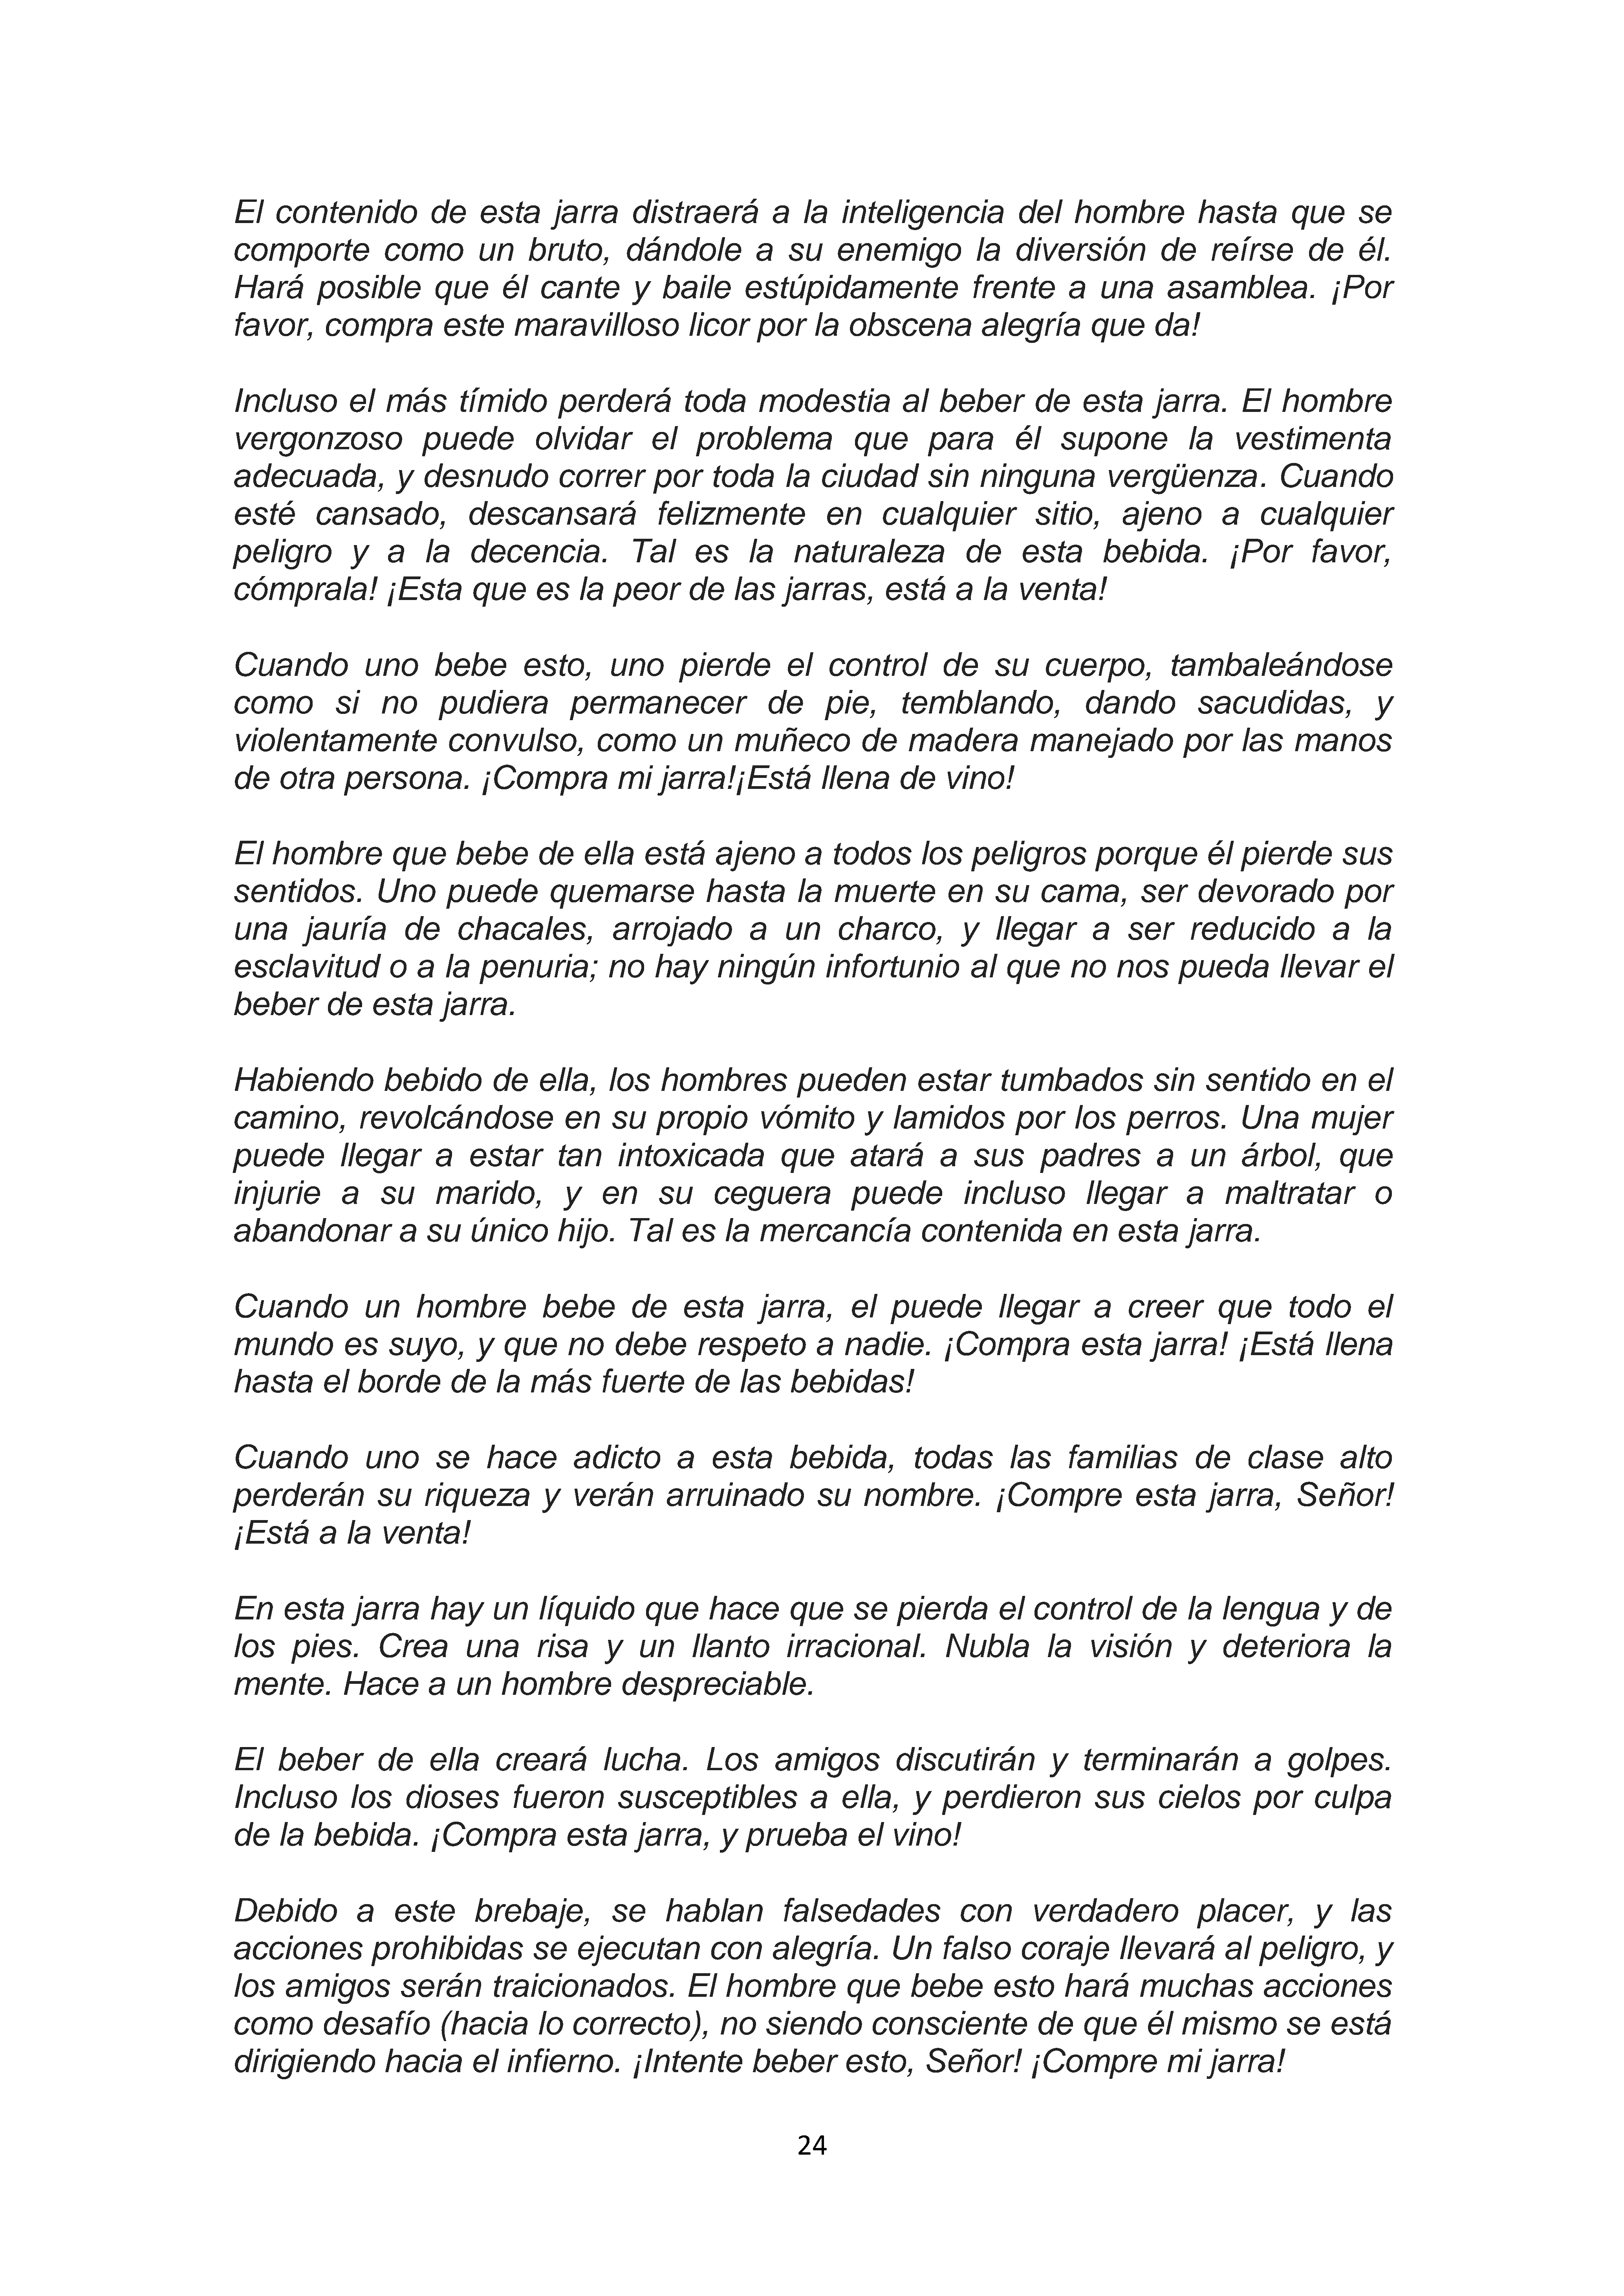 El contenido de esta jarra distraerá a la inteligencia del hombre hasta que se
comporte como un bruto, dándole a su enemigo la diversión de reírse de él.
Hará posible que él cante y baile estúpidamente frente a una asamblea. ¡Por
favor, compra este maravilloso licor por la obscena alegría que da!
Incluso el más tímido perderá toda modestia al beber de esta jarra. El hombre
vergonzoso puede olvidar el problema que para él supone la vestimenta
adecuada, y desnudo correr por toda la ciudad sin ninguna vergüenza. Cuando
esté cansado, descansará felizmente en cualquier sitio, ajeno a cualquier
peligro y a la decencia. Tal es la naturaleza de esta bebida. ¡Por favor,
cómprala! ¡Esta que es la peor de las jarras, está a la venta!
Cuando uno bebe esto, uno pierde el control de su cuerpo, tambaleándose
como si no pudiera permanecer de pie, temblando, dando sacudidas, y
violentamente convulso, como un muñeco de madera manejado por las manos
de otra persona. ¡Compra mi jarra!¡Está llena de vino!
El hombre que bebe de ella está ajeno a todos los peligros porque él pierde sus
sentidos. Uno puede quemarse hasta la muerte en su cama, ser devorado por
una jauría de chacales, arrojado a un charco, y llegar a ser reducido a la
esclavitud o a la penuria; no hay ningún infortunio al que no nos pueda llevar el
beber de esta jarra.
Habiendo bebido de ella, los hombres pueden estar tumbados sin sentido en el
camino, revolcándose en su propio vómito y lamidos por los perros. Una mujer
puede llegar a estar tan intoxicada que atará a sus padres a un árbol, que
injurie a su marido, y en su ceguera puede incluso llegar a maltratar o
abandonar a su único hijo. Tal es la mercancía contenida en esta jarra.
Cuando un hombre bebe de esta jarra, el puede llegar a creer que todo el
mundo es suyo, y que no debe respeto a nadie. ¡Compra esta jarra! ¡Está llena
hasta el borde de la más fuerte de las bebidas!
Cuando uno se hace adicto a esta bebida, todas las familias de clase alto
perderán su riqueza y verán arruinado su nombre. ¡Compre esta jarra, Señor!
¡Está a la venta!
En esta jarra hay un líquido que hace que se pierda el control de la lengua y de
los pies. Crea una risa y un llanto irracional. Nubla la visión y deteriora la
mente. Hace a un hombre despreciable.
El beber de ella creará lucha. Los amigos discutirán y terminarán a golpes.
Incluso los dioses fueron susceptibles a ella, y perdieron sus cielos por culpa
de la bebida. ¡Compra esta jarra, y prueba el vino!
Debido a este brebaje, se hablan falsedades con verdadero placer, y las
acciones prohibidas se ejecutan con alegría. Un falso coraje llevará al peligro, y
los amigos serán traicionados. El hombre que bebe esto hará muchas acciones
como desafío (hacia lo correcto), no siendo consciente de que él mismo se está
dirigiendo hacia el infierno. ¡Intente beber esto, Señor! ¡Compre mi jarra!
24